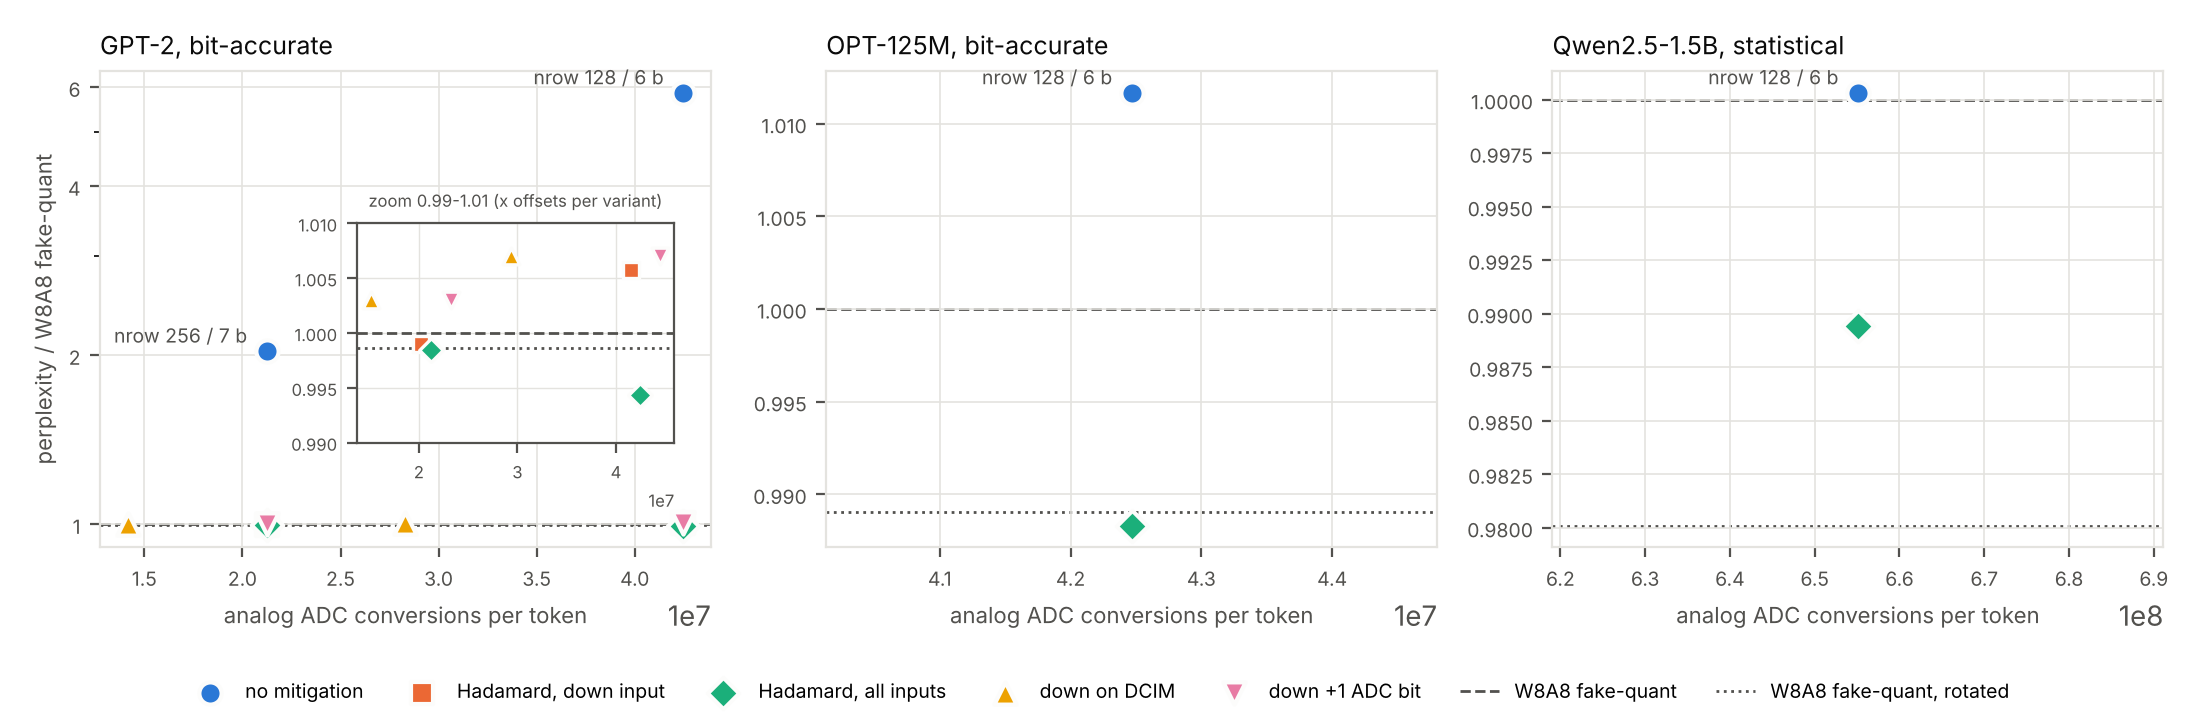 GPT-2, bit-accurate
nrow 128 / 6 b
6
4
2
1
perplexity / W8A8 fake-quant
nrow 256 / 7 b
zoom 0.99-1.01 (x offsets per variant)
1.010
1.005
1.000
0.995
0.990
2
3
4
1e7
1.5
2.0
2.5
3.0
3.5
4.0
analog ADC conversions per token
1e7
OPT-125M, bit-accurate
nrow 128 / 6 b
1.010
1.005
1.000
0.995
0.990
4.1
4.2
4.3
4.4
analog ADC conversions per token
1e7
Qwen2.5-1.5B, statistical
nrow 128 / 6 b
1.0000
0.9975
0.9950
0.9925
0.9900
0.9875
0.9850
0.9825
0.9800
6.2
6.3
6.4
6.5
6.6
6.7
6.8
6.9
analog ADC conversions per token
1e8
no mitigation
Hadamard, down input
Hadamard, all inputs
down on DCIM
down +1 ADC bit
W8A8 fake-quant
W8A8 fake-quant, rotated